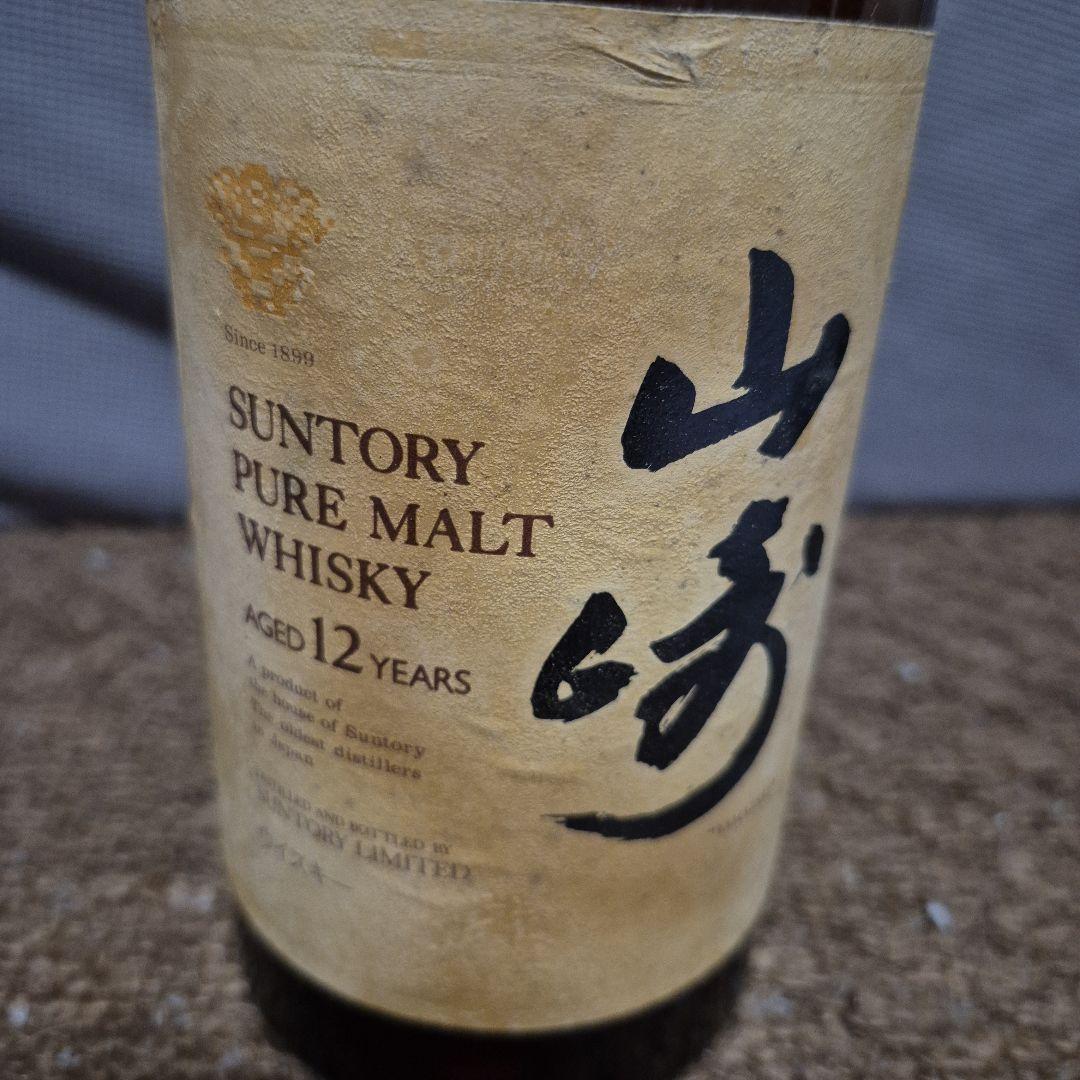 Since 1899
SUNTORY
PURE MALT
WHISKY
AGED 12 YEARS
A product of
the house of Suntory
The oldest distillers
in Japan
DISTILLED AND BOTTLED BY
SUNTORY LIMITED
ウイスキー
山崎